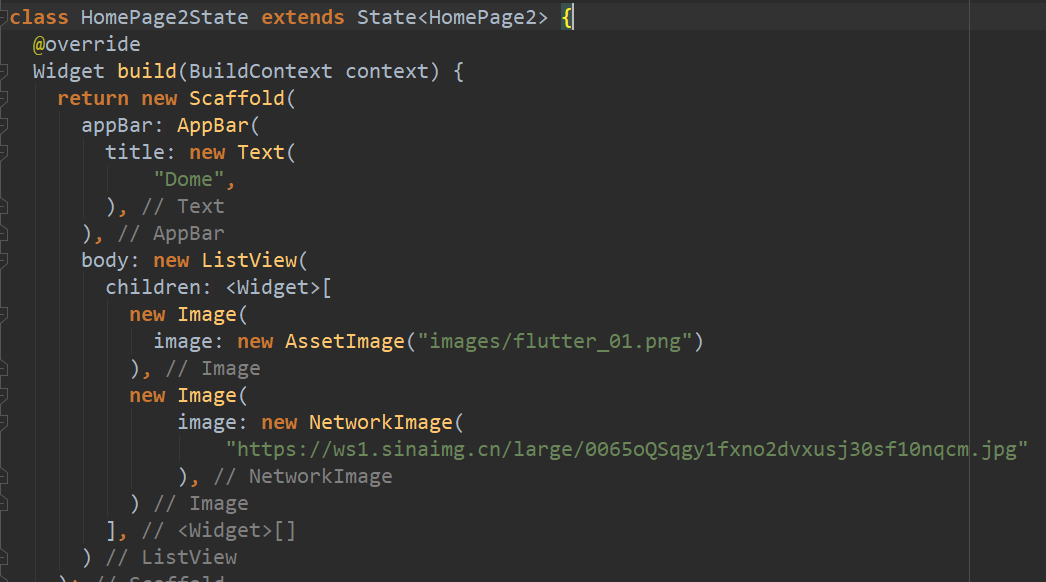 class HomePage2State extends State<HomePage2> {
@override
Widget build(BuildContext context) {
return new Scaffold(
appBar: AppBar(
title: new Text(
"Dome",
), // Text
), // AppBar
body: new ListView(
children: <Widget>[
new Image(
image: new AssetImage("images/flutter_01.png")
), // Image
new Image(
image: new NetworkImage(
"https://ws1.sinaimg.cn/large/0065oQSqgy1fxno2dvxusj30sf10nqcm.jpg"
), // NetworkImage
) // Image
], // <Widget>[]
) // ListView
); // Scaffold